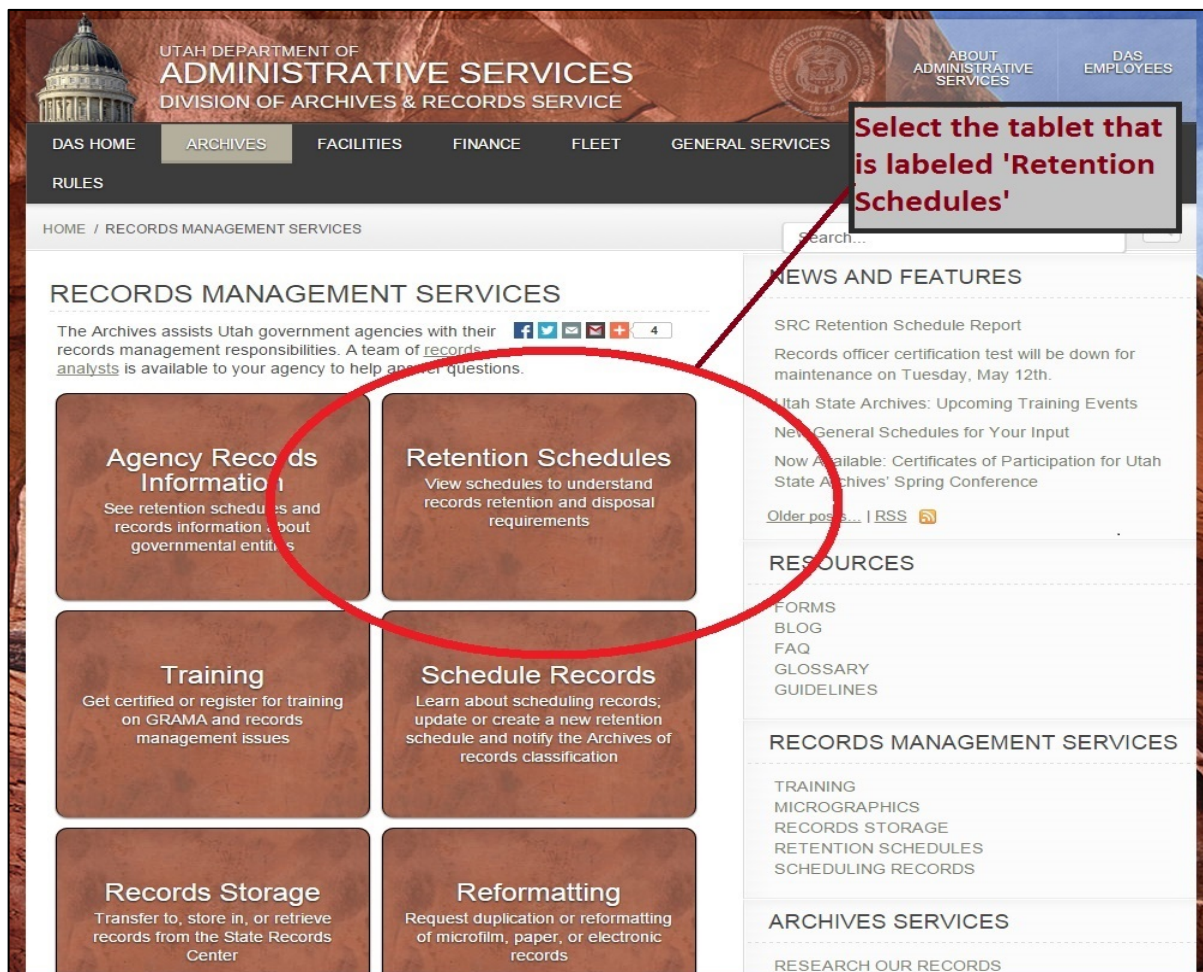 UTAH DEPARTMENT OF
ADMINISTRATIVE SERVICES
DIVISION OF ARCHIVES & RECORDS SERVICE
ABOUT
ADMINISTRATIVE
SERVICES
DAS
EMPLOYEES
DAS HOME ARCHIVES FACILITIES FINANCE FLEET GENERAL SERVICES
RULES
Select the tablet that
is labeled 'Retention
Schedules'
HOME / RECORDS MANAGEMENT SERVICES
Search...
RECORDS MANAGEMENT SERVICES
The Archives assists Utah government agencies with their
records management responsibilities. A team of records
analysts is available to your agency to help answer questions.
4
Agency Records
Information
See retention schedules and
records information about
governmental entities
Retention Schedules
View schedules to understand
records retention and disposal
requirements
Training
Get certified or register for training
on GRAMA and records
management issues
Schedule Records
Learn about scheduling records;
update or create a new retention
schedule and notify the Archives of
records classification
Records Storage
Transfer to, store in, or retrieve
records from the State Records
Center
Reformatting
Request duplication or reformatting
of microfilm, paper, or electronic
records
NEWS AND FEATURES
SRC Retention Schedule Report
Records officer certification test will be down for
maintenance on Tuesday, May 12th.
Utah State Archives: Upcoming Training Events
New General Schedules for Your Input
Now Available: Certificates of Participation for Utah
State Archives' Spring Conference
Older posts... | RSS
RESOURCES
FORMS
BLOG
FAQ
GLOSSARY
GUIDELINES
RECORDS MANAGEMENT SERVICES
TRAINING
MICROGRAPHICS
RECORDS STORAGE
RETENTION SCHEDULES
SCHEDULING RECORDS
ARCHIVES SERVICES
RESEARCH OUR RECORDS